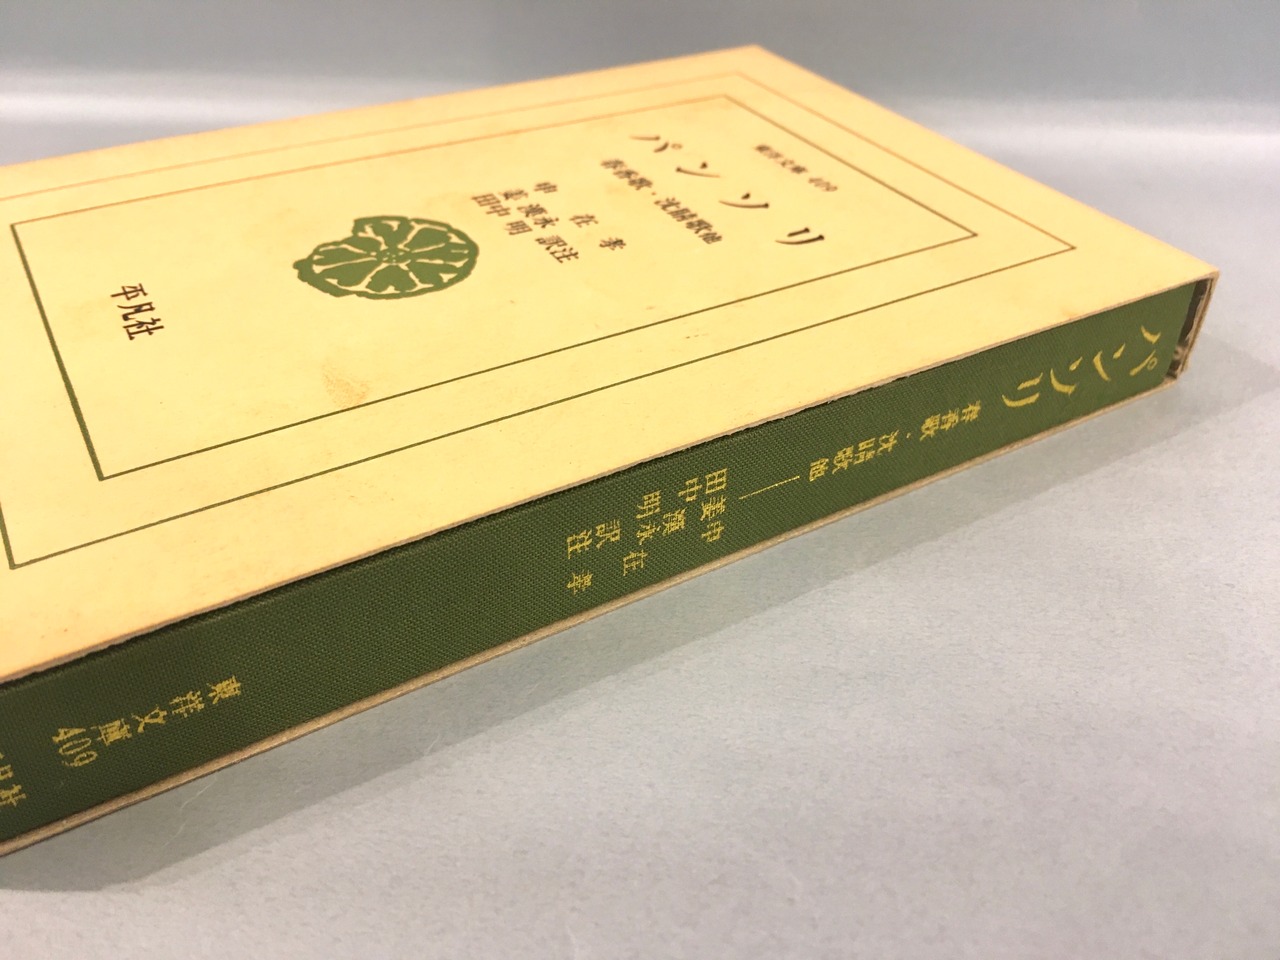 東洋文庫 409
パンソリ
春香歌・沈睛歌他
申在孝
姜漢永
田中明 訳注
平凡社
パンソリ 春香歌・沈睛歌他
申在孝
姜漢永
田中明 訳注
東洋文庫 409